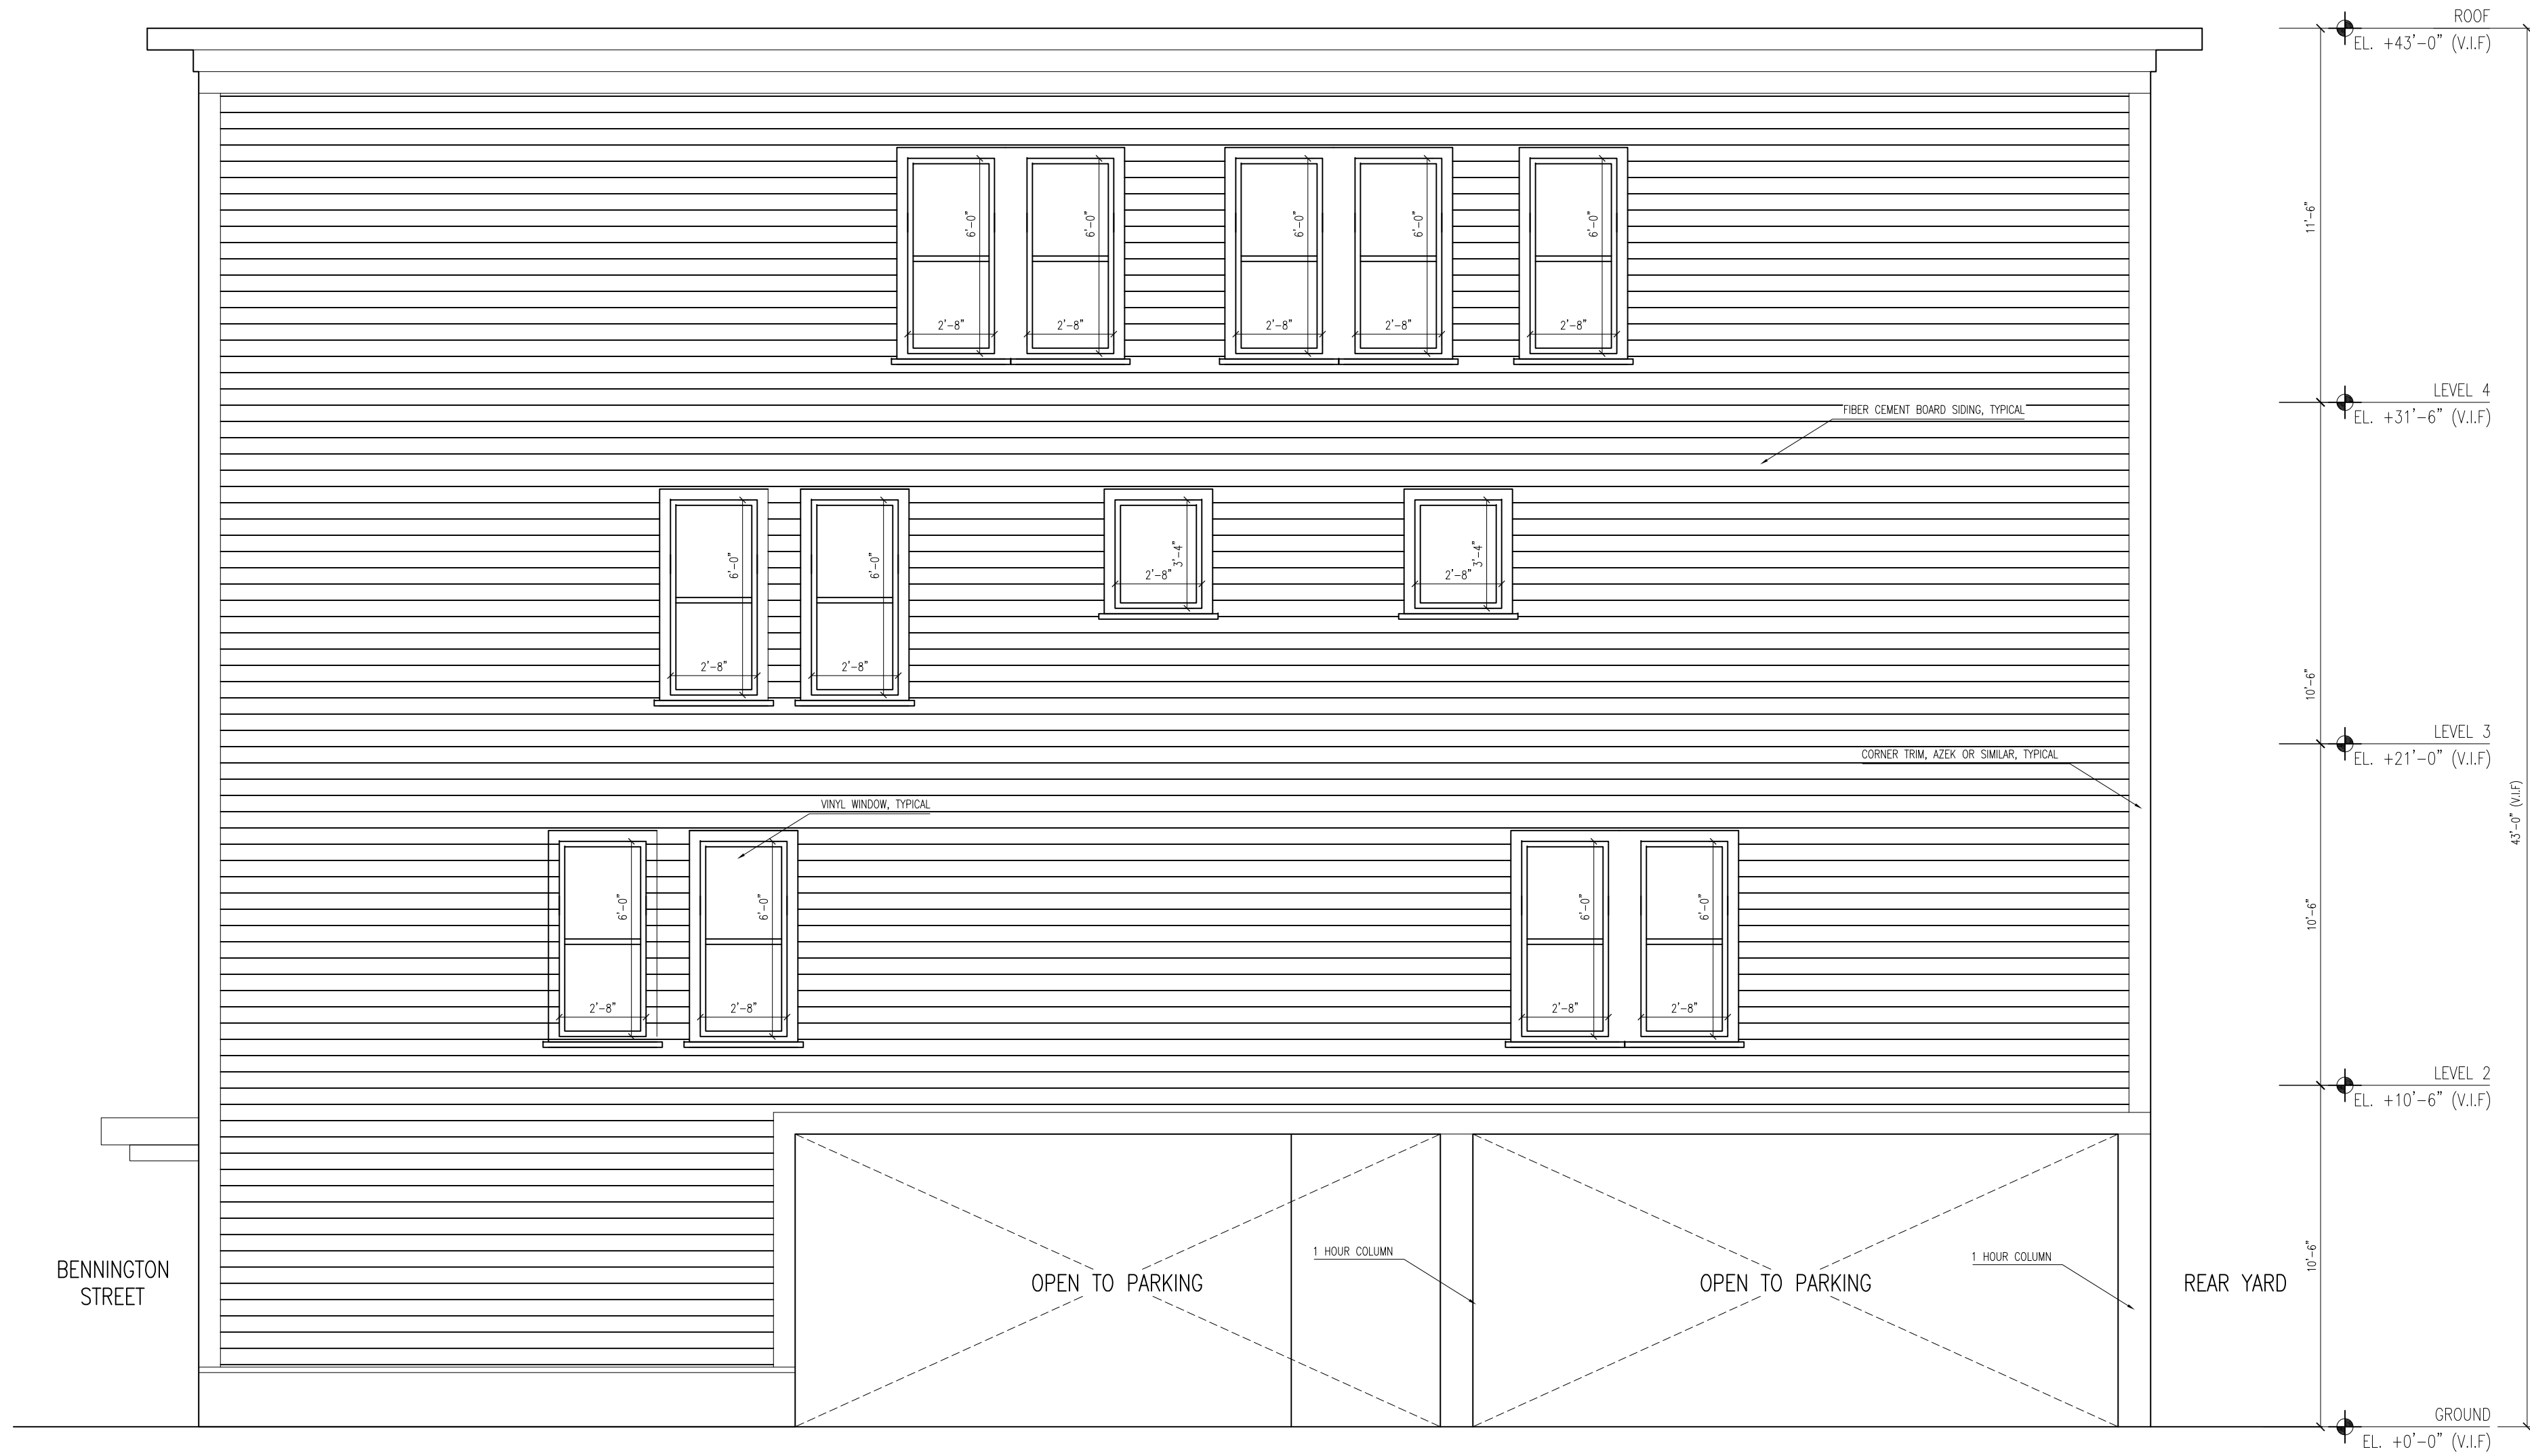 ROOF
EL. +43'-0" (V.I.F)
6'-0"
6'-0"
6'-0"
6'-0"
6'-0"
11'-6"
2'-8"
2'-8"
2'-8"
2'-8"
2'-8"
LEVEL 4
EL. +31'-6" (V.I.F)
FIBER CEMENT BOARD SIDING, TYPICAL
6'-0"
6'-0"
3'-4"
3'-4"
2'-8"
2'-8"
2'-8"
2'-8"
10'-6"
LEVEL 3
EL. +21'-0" (V.I.F)
CORNER TRIM, AZEK OR SIMILAR, TYPICAL
43'-0" (V.I.F)
VINYL WINDOW, TYPICAL
6'-0"
6'-0"
6'-0"
6'-0"
10'-6"
2'-8"
2'-8"
2'-8"
2'-8"
LEVEL 2
EL. +10'-6" (V.I.F)
BENNINGTON
STREET
OPEN TO PARKING
1 HOUR COLUMN
OPEN TO PARKING
1 HOUR COLUMN
REAR YARD
10'-6"
GROUND
EL. +0'-0" (V.I.F)